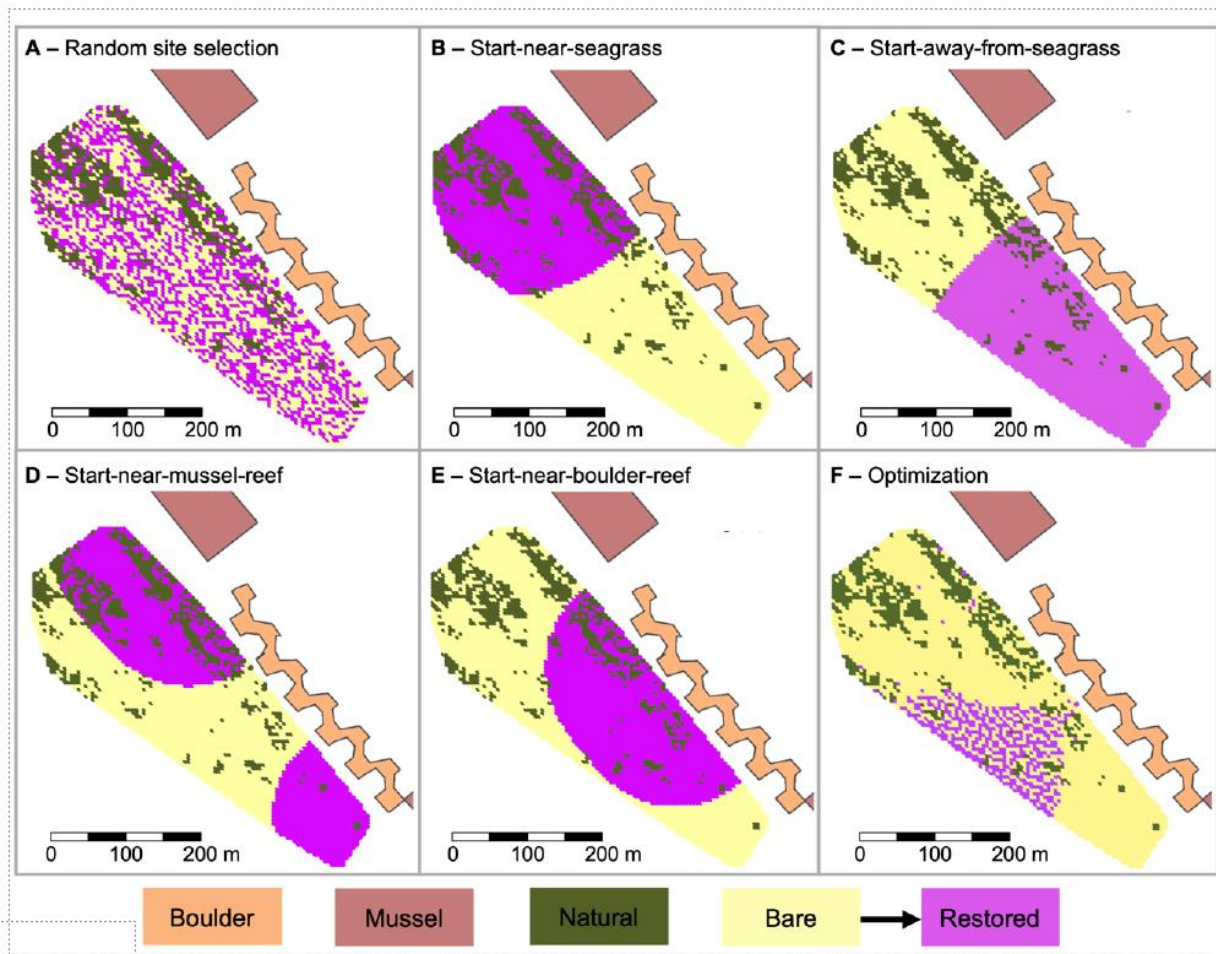 A – Random site selection
B – Start-near-seagrass
C – Start-away-from-seagrass
0 100 200 m
0 100 200 m
0 100 200 m
D – Start-near-mussel-reef
E – Start-near-boulder-reef
F – Optimization
0 100 200 m
0 100 200 m
0 100 200 m
Boulder
Mussel
Natural
Bare
Restored